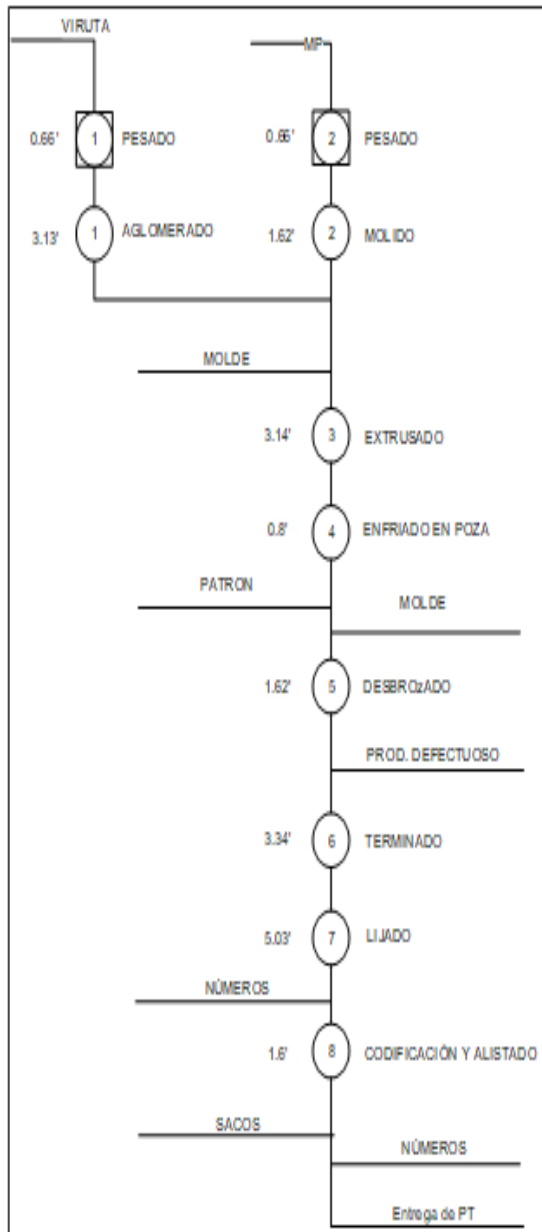 VIRUTA
MP
0.66' 1 PESADO
0.66' 2 PESADO
3.13' 1 AGLOMERADO
1.62' 2 MOLIDO
MOLDE
3.14' 3 EXTRUSADO
0.8' 4 ENFRIADO EN POZA
PATRON
MOLDE
1.62' 5 DESBROzADO
PROD. DEFECTUOSO
3.34' 6 TERMINADO
5.03' 7 LIJADO
NÚMEROS
1.6' 8 CODIFICACIÓN Y ALISTADO
SACOS
NÚMEROS
Entrega de PT